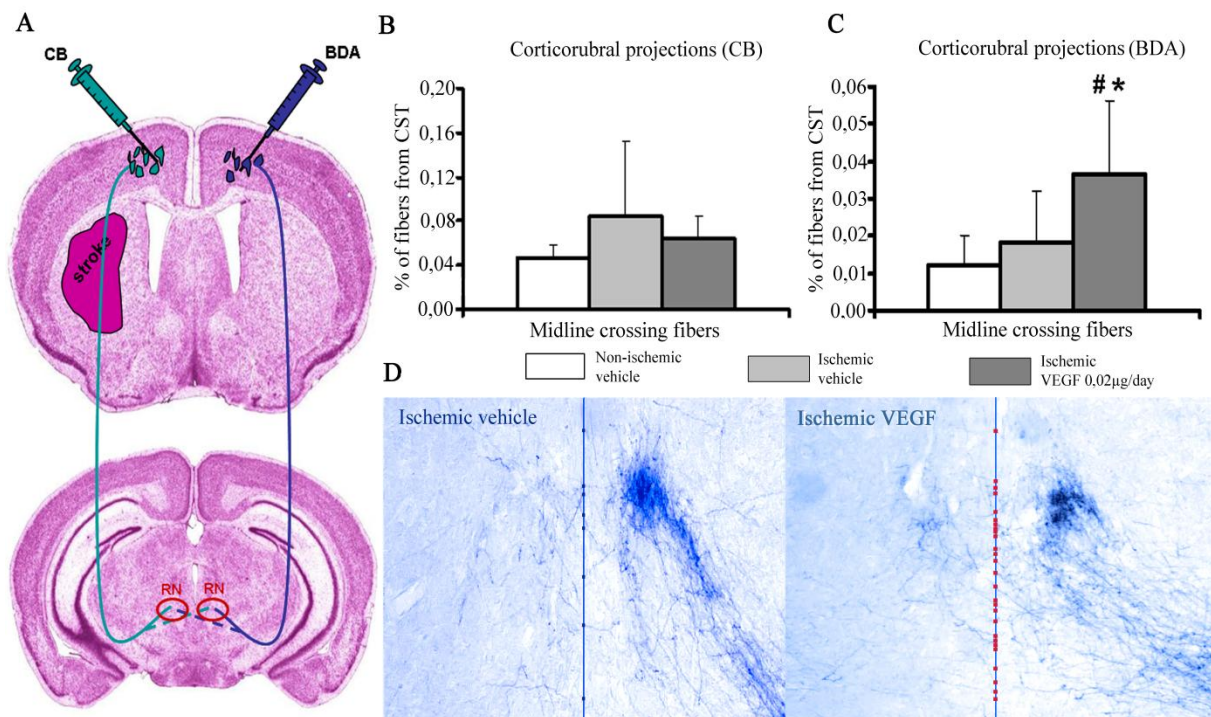 A
CB
BDA
stroke
RN
RN
B
Corticorubral projections (CB)
% of fibers from CST
0,20
0,16
0,12
0,08
0,04
0,00
Midline crossing fibers
C
Corticorubral projections (BDA)
% of fibers from CST
0,06
0,05
0,04
0,03
0,02
0,01
0,00
# *
Midline crossing fibers
Non-ischemic
vehicle
Ischemic
vehicle
Ischemic
VEGF 0,02µg/day
D
Ischemic vehicle
Ischemic VEGF